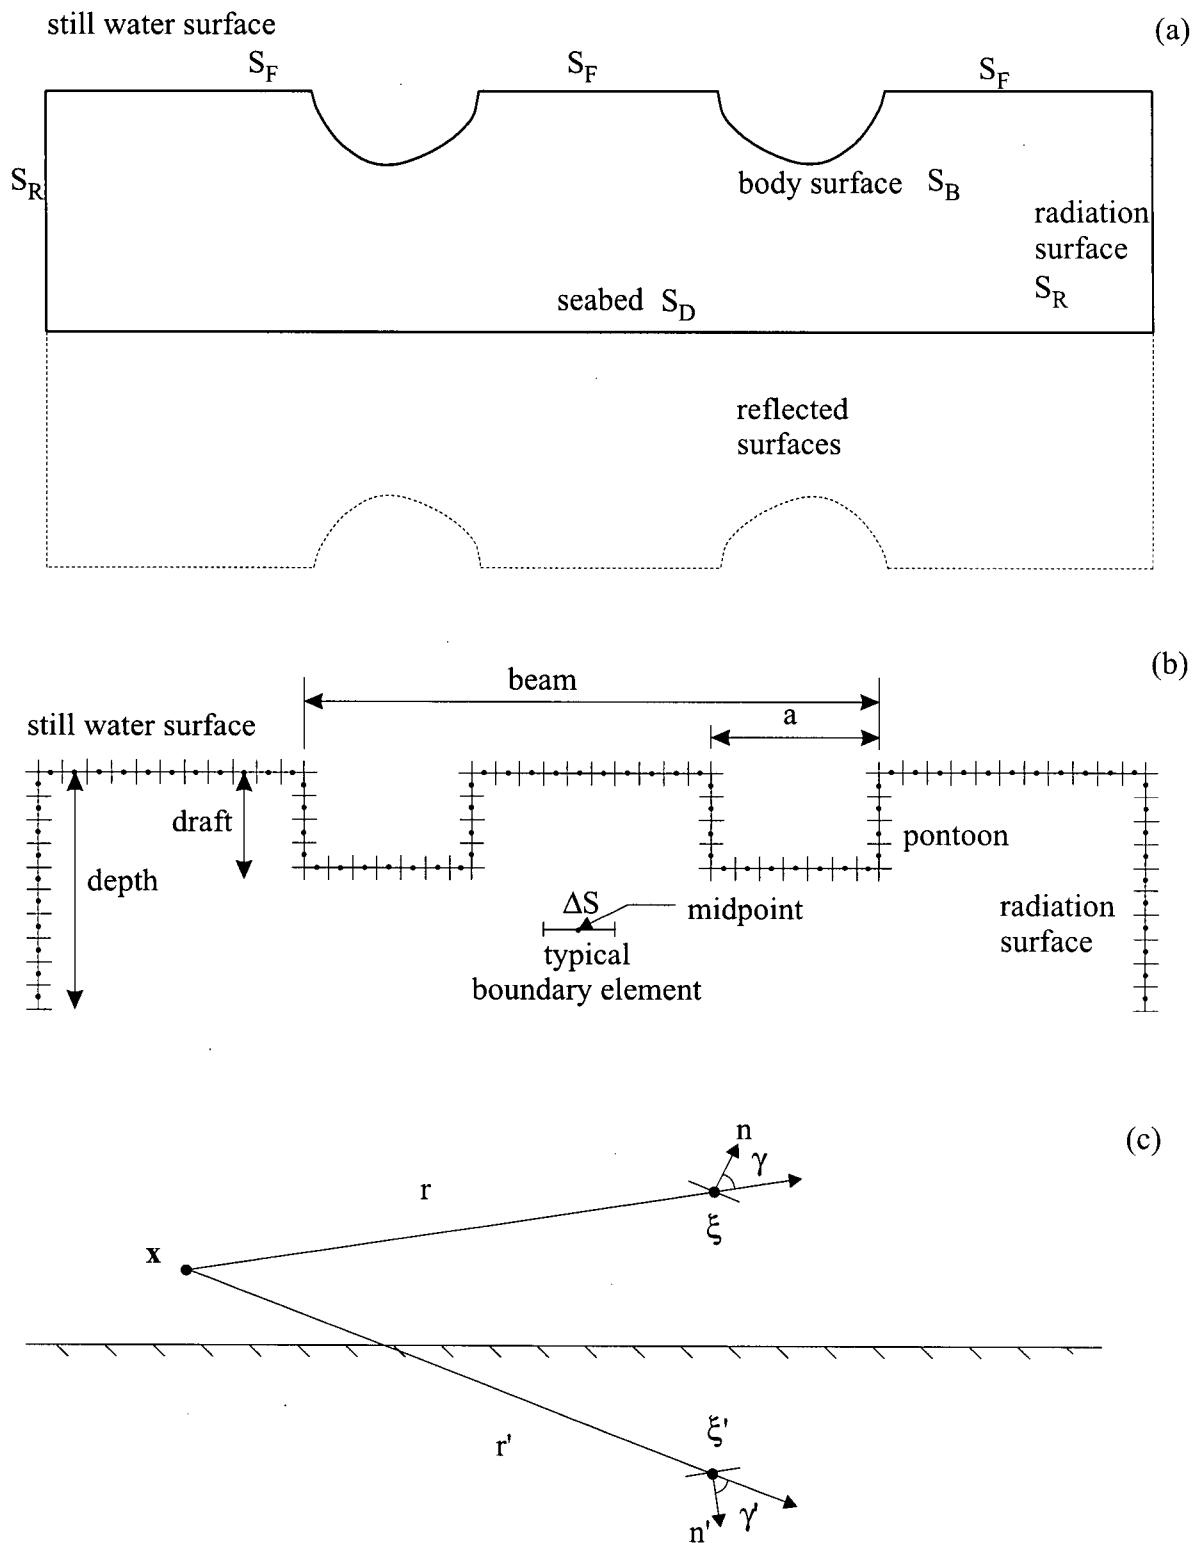 still water surface
(a)
S_F
S_F
S_F
S_R
body surface S_B
radiation
surface
S_R
seabed S_D
reflected
surfaces
(b)
beam
a
still water surface
draft
depth
pontoon
ΔS
midpoint
typical
boundary element
radiation
surface
(c)
n
γ
r
ξ
x
ξ'
r'
n'
γ'